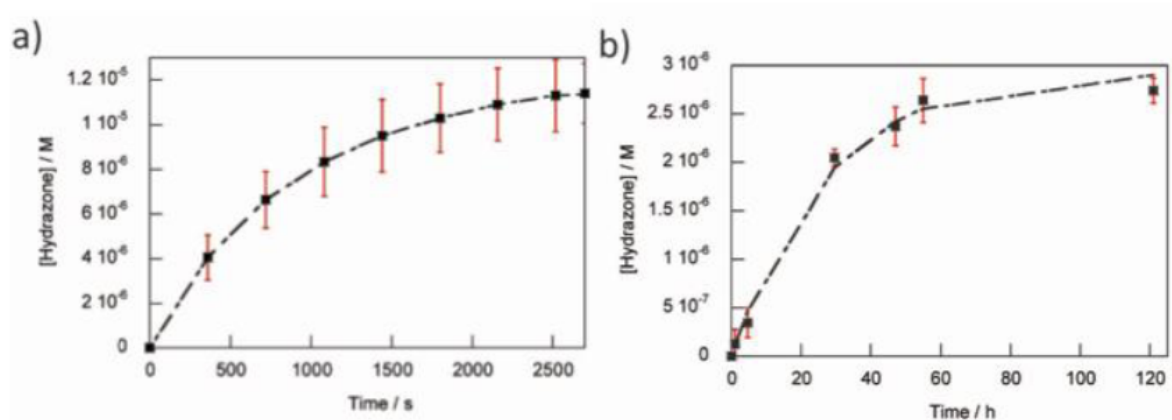 a)
[Hydrazone] / M
1.2 10⁻⁵
1 10⁻⁵
8 10⁻⁶
6 10⁻⁶
4 10⁻⁶
2 10⁻⁶
0
0 500 1000 1500 2000 2500
Time / s
b)
[Hydrazone] / M
3 10⁻⁶
2.5 10⁻⁶
2 10⁻⁶
1.5 10⁻⁶
1 10⁻⁶
5 10⁻⁷
0
0 20 40 60 80 100 120
Time / h